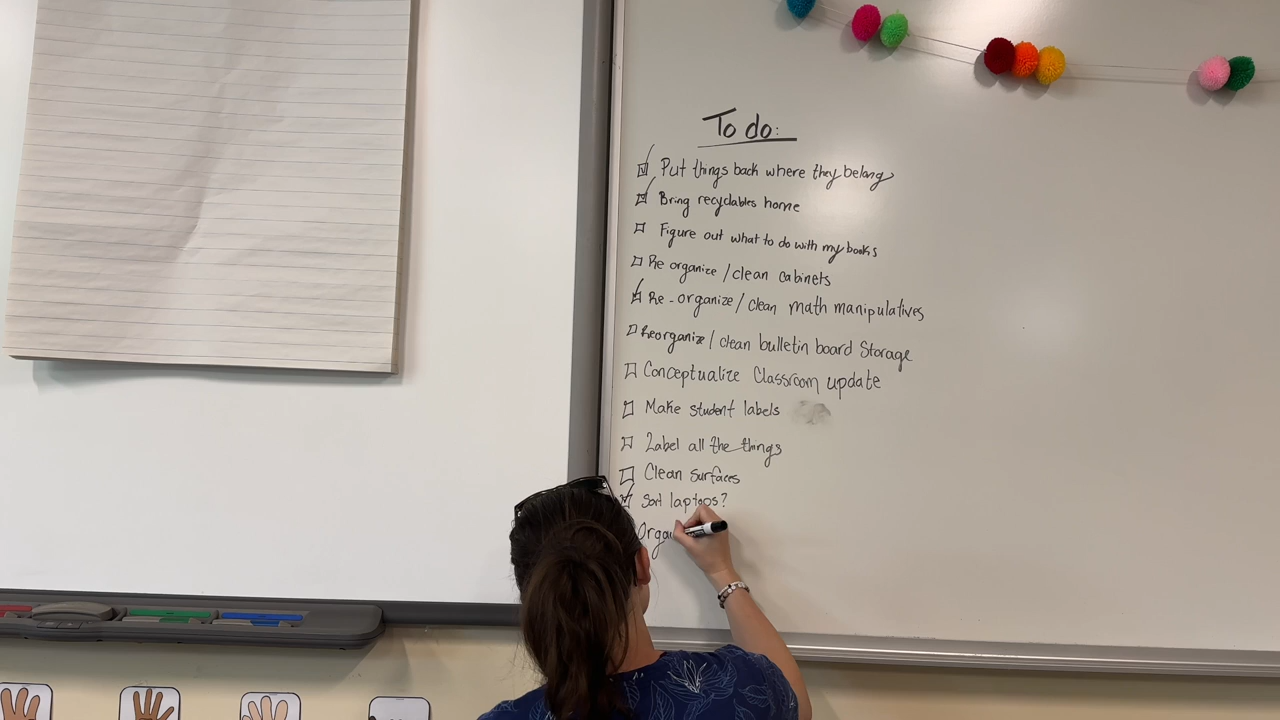 To do:
Put things back where they belong
Bring recyclables home
Figure out what to do with my books
Re organize / clean cabinets
Re-organize / clean math manipulatives
Reorganize / clean bulletin board Storage
Conceptualize Classroom update
Make student labels
Label all the things
Clean surfaces
Sort laptops?
Orga